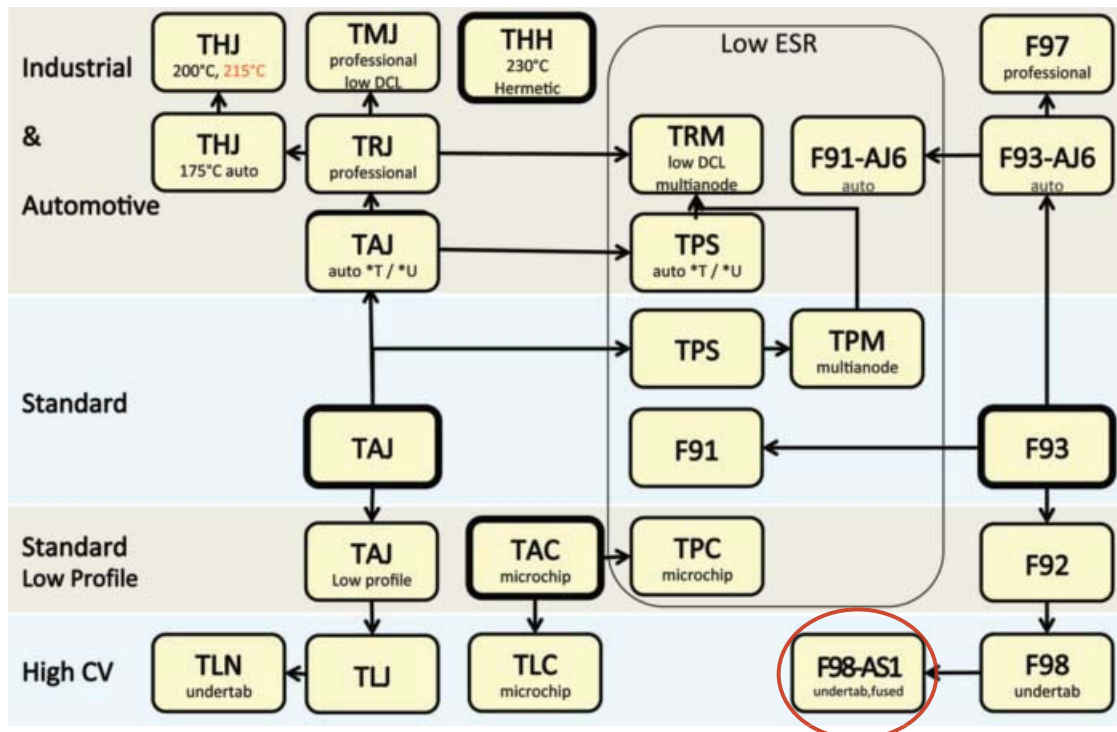 Industrial
&
Automotive
THJ
200°C, 215°C
TMJ
professional
low DCL
THH
230°C
Hermetic
Low ESR
F97
professional
THJ
175°C auto
TRJ
professional
TRM
low DCL
multianode
F91-AJ6
auto
F93-AJ6
auto
TAJ
auto *T / *U
TPS
auto *T / *U
Standard
TPS
TPM
multianode
TAJ
F91
F93
Standard
Low Profile
TAJ
Low profile
TAC
microchip
TPC
microchip
F92
High CV
TLN
undertab
TLJ
TLC
microchip
F98-AS1
undertab,fused
F98
undertab